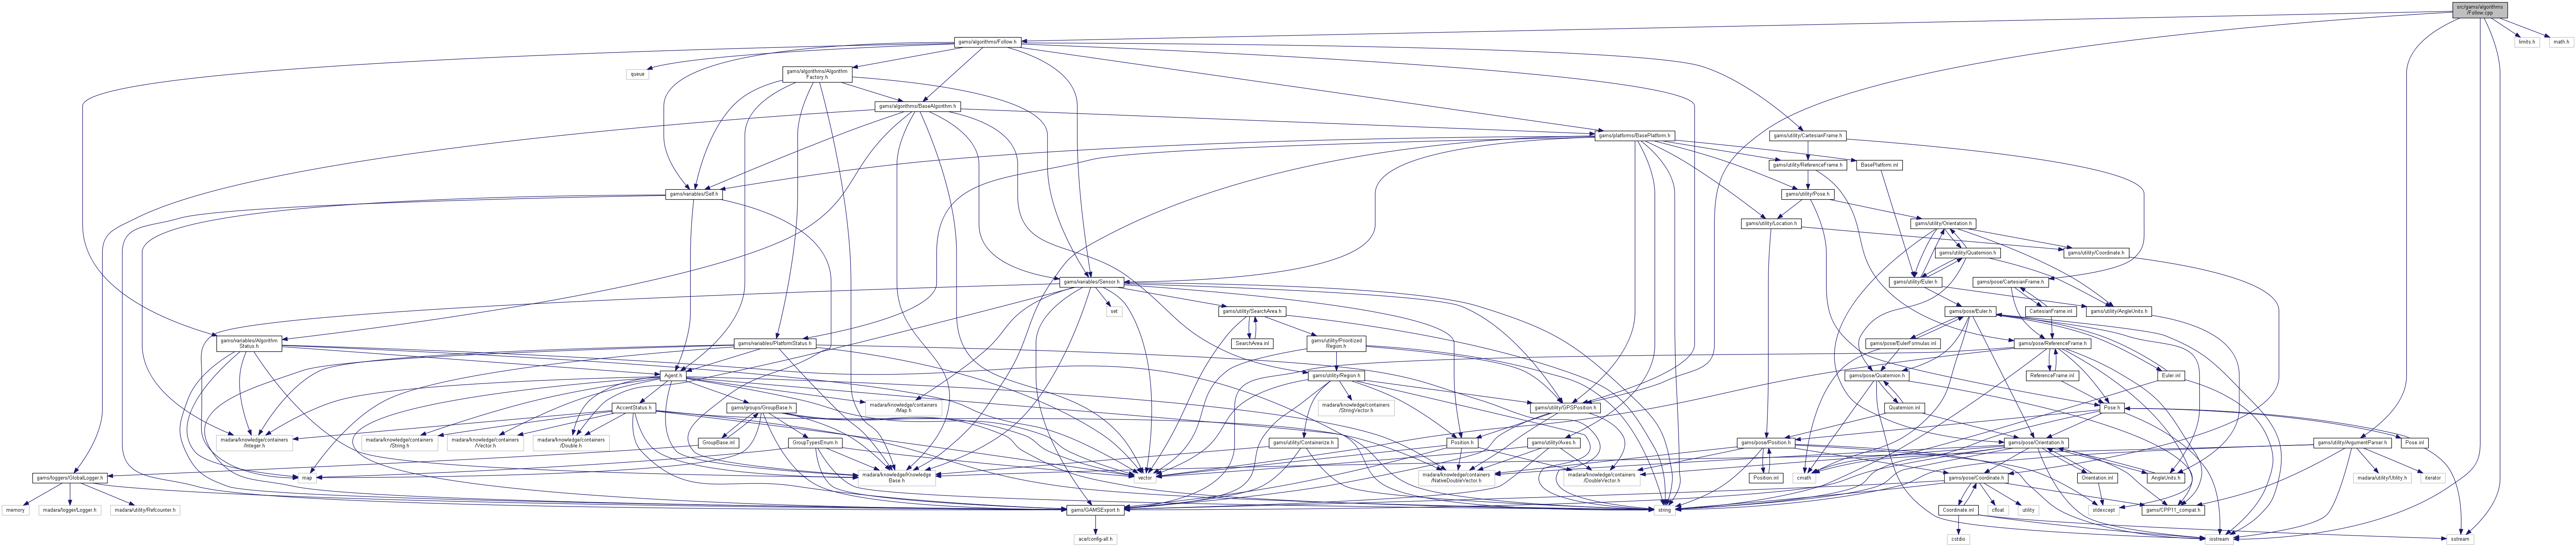 src/gams/algorithms
/Follow.cpp
gams/algorithms/Follow.h
limits.h
math.h
queue
gams/algorithms/Algorithm
Factory.h
gams/algorithms/BaseAlgorithm.h
gams/platforms/BasePlatform.h
gams/utility/CartesianFrame.h
gams/utility/ReferenceFrame.h
BasePlatform.inl
gams/variables/Self.h
gams/utility/Pose.h
gams/utility/Location.h
gams/utility/Orientation.h
gams/utility/Quaternion.h
gams/utility/Coordinate.h
gams/variables/Sensor.h
gams/utility/Euler.h
gams/pose/CartesianFrame.h
set
gams/utility/SearchArea.h
gams/pose/Euler.h
CartesianFrame.inl
gams/utility/AngleUnits.h
gams/variables/Algorithm
Status.h
gams/variables/PlatformStatus.h
SearchArea.inl
gams/utility/Prioritized
Region.h
gams/pose/EulerFormulas.inl
gams/pose/ReferenceFrame.h
Agent.h
gams/utility/Region.h
gams/pose/Quaternion.h
ReferenceFrame.inl
Euler.inl
AccentStatus.h
gams/groups/GroupBase.h
madara/knowledge/containers
/Map.h
madara/knowledge/containers
/StringVector.h
gams/utility/GPSPosition.h
Quaternion.inl
Pose.h
madara/knowledge/containers
/Integer.h
madara/knowledge/containers
/String.h
madara/knowledge/containers
/Vector.h
madara/knowledge/containers
/Double.h
GroupBase.inl
GroupTypesEnum.h
gams/utility/Containerize.h
Position.h
gams/utility/Axes.h
gams/pose/Position.h
gams/pose/Orientation.h
gams/utility/ArgumentParser.h
Pose.inl
gams/loggers/GlobalLogger.h
map
madara/knowledge/Knowledge
Base.h
vector
madara/knowledge/containers
/NativeDoubleVector.h
madara/knowledge/containers
/DoubleVector.h
Position.inl
cmath
gams/pose/Coordinate.h
Orientation.inl
AngleUnits.h
madara/utility/Utility.h
iterator
memory
madara/logger/Logger.h
madara/utility/Refcounter.h
gams/GAMSExport.h
string
Coordinate.inl
cfloat
utility
stdexcept
gams/CPP11_compat.h
ace/config-all.h
cstdio
iostream
sstream